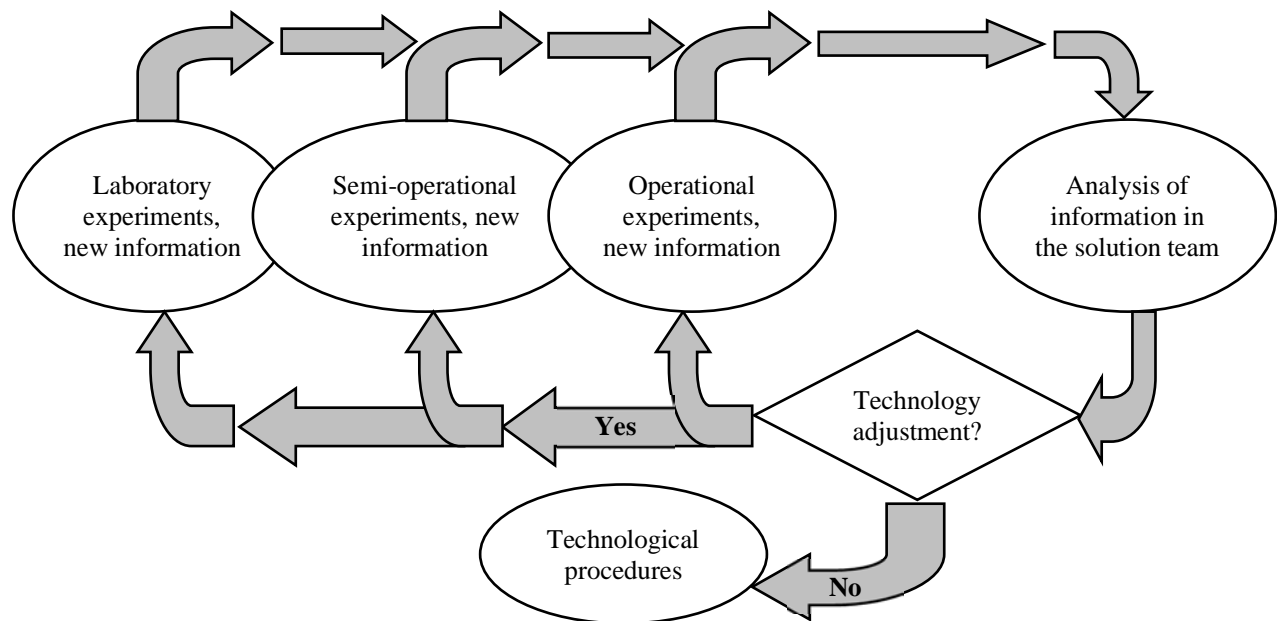 Laboratory
experiments,
new information
Semi-operational
experiments, new
information
Operational
experiments,
new information
Analysis of
information in
the solution team
Technology
adjustment?
Yes
No
Technological
procedures